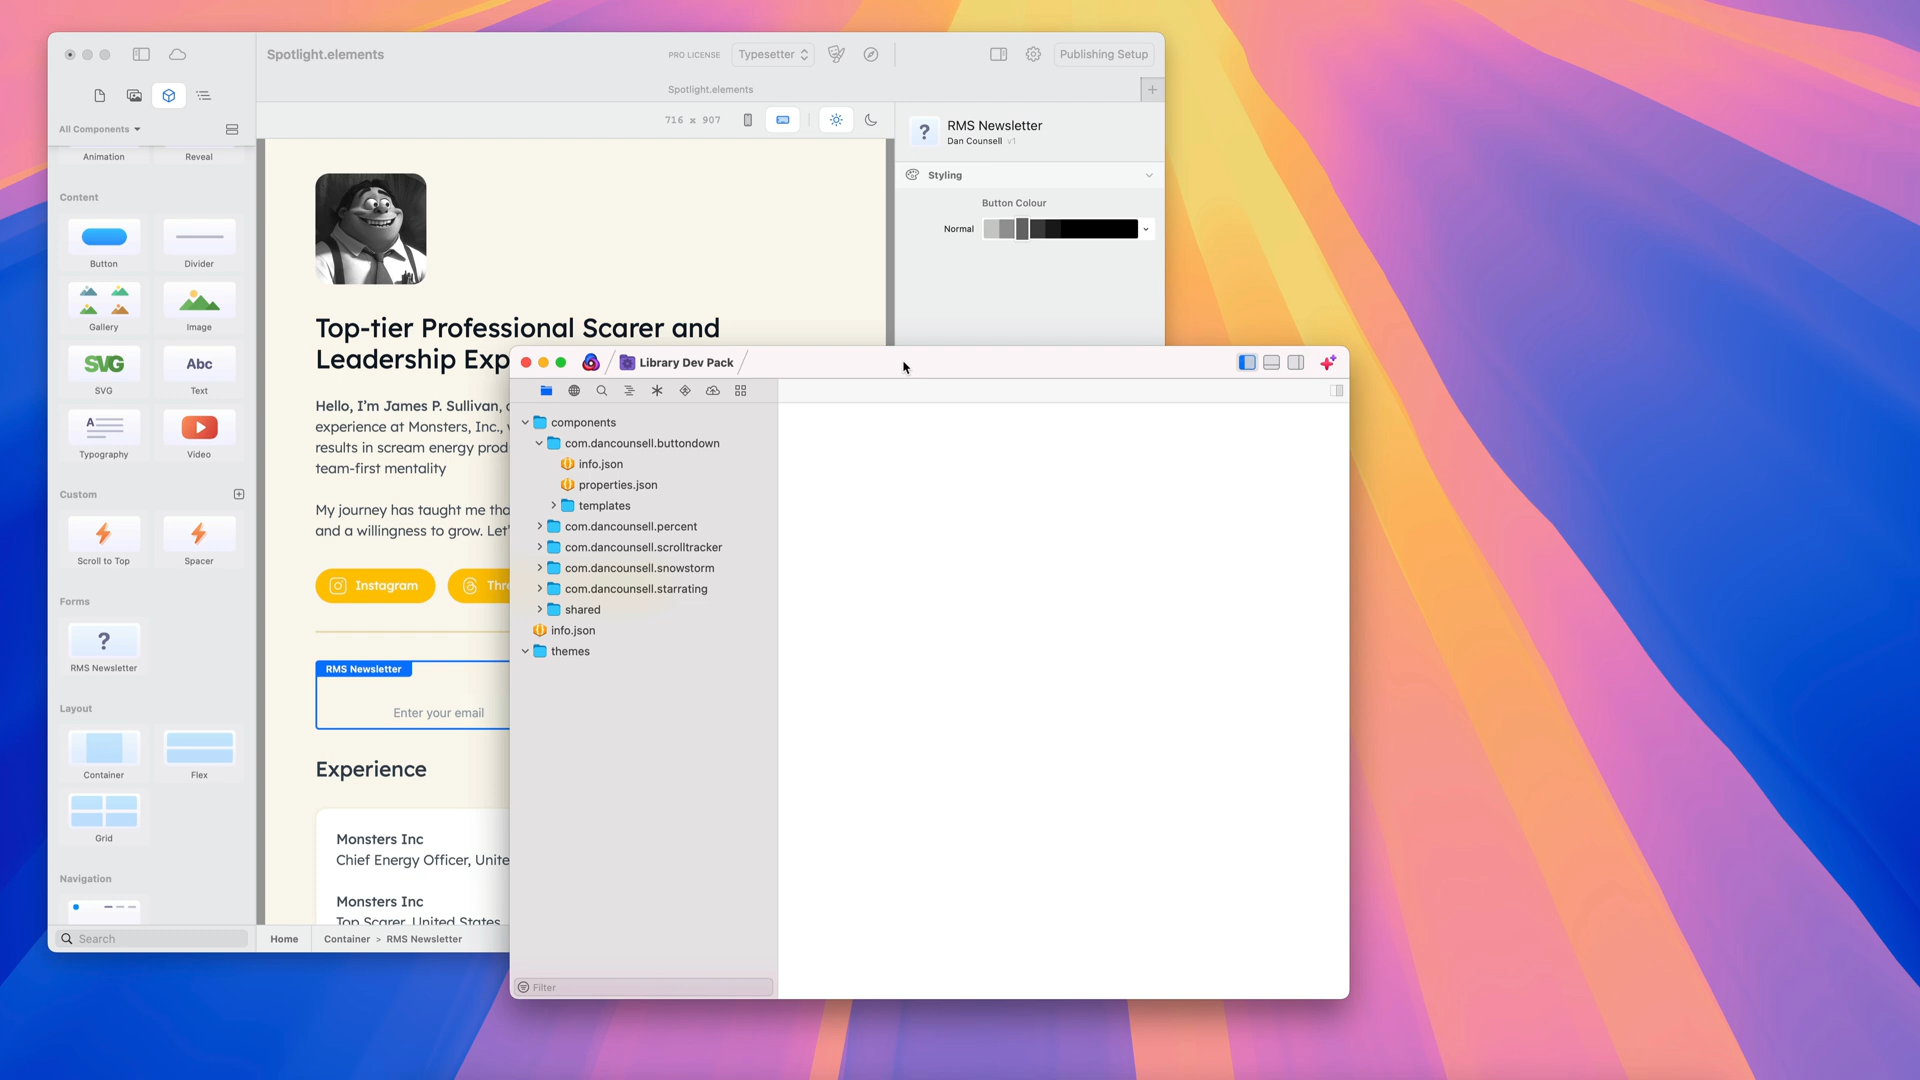 Spotlight.elements
PRO LICENSE
Typesetter
Publishing Setup
Spotlight.elements
716 x 907
All Components
Animation
Reveal
Content
Button
Divider
Gallery
Image
SVG
SVG
Abc
Text
A
Typography
Video
Custom
Scroll to Top
Spacer
Forms
?
RMS Newsletter
Layout
Container
Flex
Grid
Navigation
Search
Top-tier Professional Scarer and
Leadership Exp
Hello, I'm James P. Sullivan,
experience at Monsters, Inc.,
results in scream energy prod
team-first mentality
My journey has taught me tha
and a willingness to grow. Let'
Instagram
Thre
RMS Newsletter
Enter your email
Experience
Monsters Inc
Chief Energy Officer, Unite
Monsters Inc
Top Scarer, United States
Home
Container > RMS Newsletter
?
RMS Newsletter
Dan Counsell v1
Styling
Button Colour
Normal
Library Dev Pack
components
com.dancounsell.buttondown
info.json
properties.json
templates
com.dancounsell.percent
com.dancounsell.scrolltracker
com.dancounsell.snowstorm
com.dancounsell.starrating
shared
info.json
themes
Filter